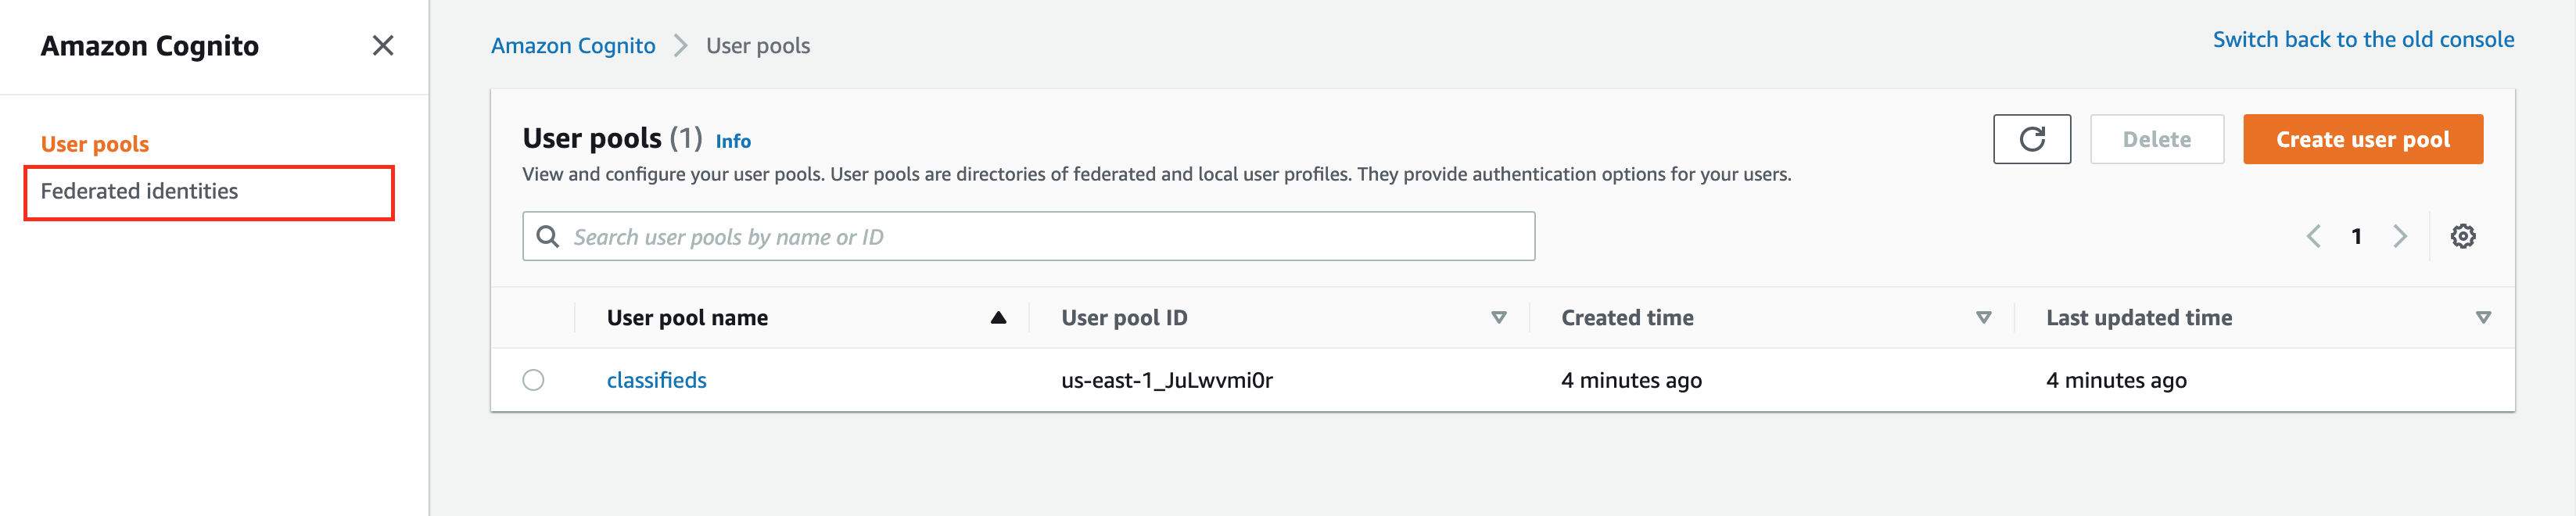 Amazon Cognito
User pools
Federated identities
Amazon Cognito User pools
Switch back to the old console
User pools (1) Info
View and configure your user pools. User pools are directories of federated and local user profiles. They provide authentication options for your users.
Delete
Create user pool
Search user pools by name or ID
1
User pool name User pool ID Created time Last updated time
classifieds us-east-1_JuLwvmi0r 4 minutes ago 4 minutes ago